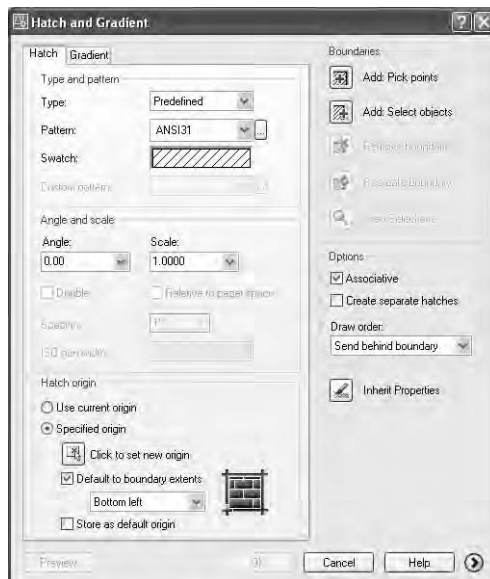 Hatch and Gradient
Hatch Gradient
Type and pattern
Type: Predefined
Pattern: ANSI31 ...
Swatch:
Custom pattern:
Angle and scale
Angle: Scale:
0.00 1.0000
Double Relative to paper space
Spacing:
ISO pen width:
Hatch origin
Use current origin
Specified origin
Click to set new origin
Default to boundary extents
Bottom left
Store as default origin
Boundaries
Add: Pick points
Add: Select objects
Remove boundaries
Recreate boundary
View Selections
Options
Associative
Create separate hatches
Draw order:
Send behind boundary
Inherit Properties
Preview OK Cancel Help